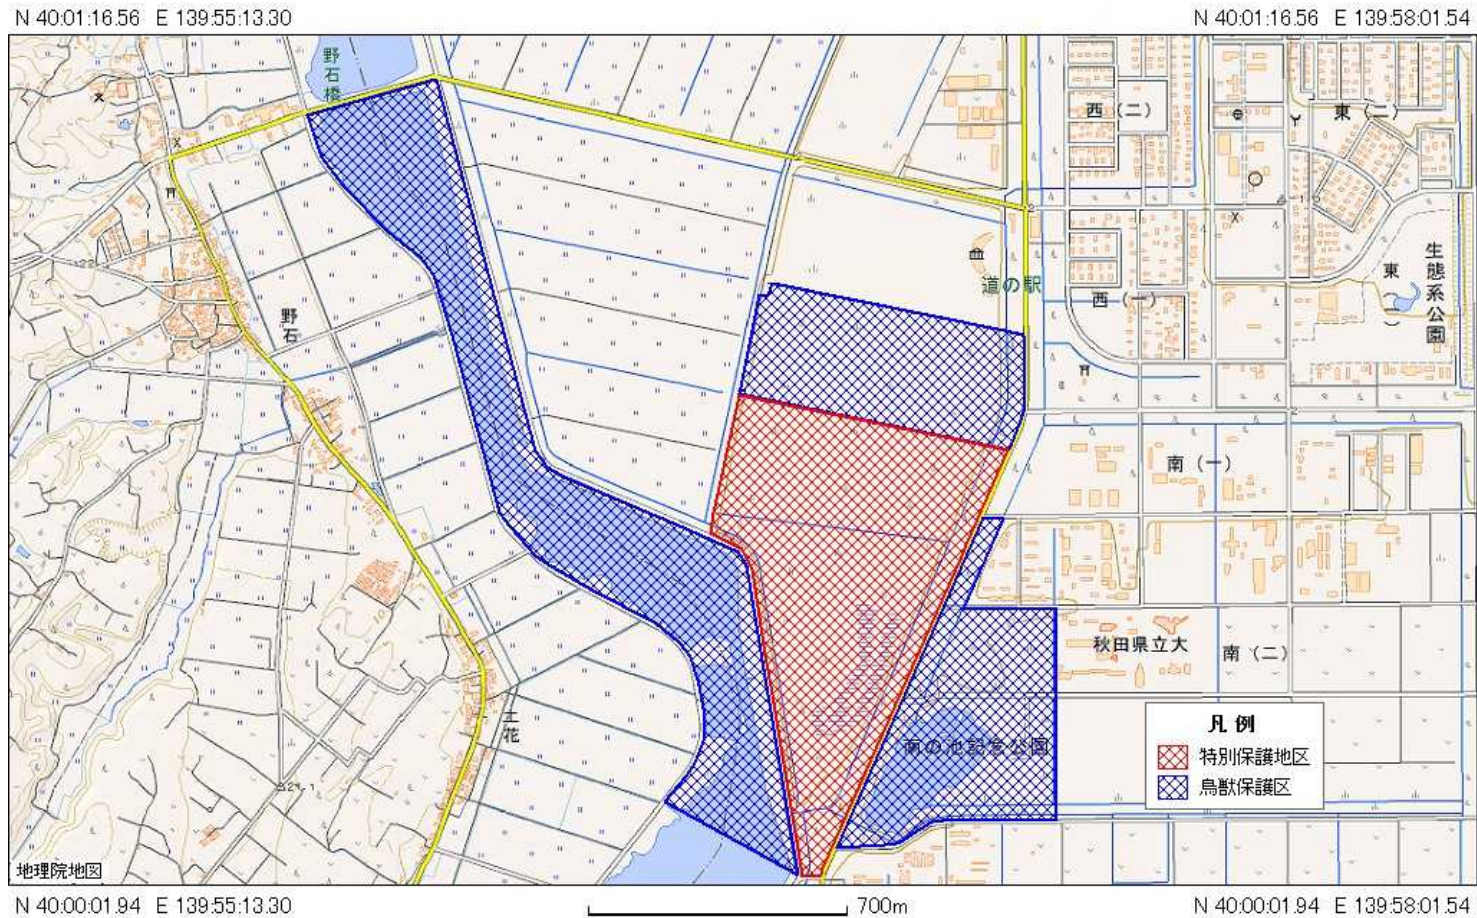 N 40:01:16.56 E 139:55:13.30
N 40:01:16.56 E 139:58:01.54
野石橋
西(二)
東(二)
生態系公園
東(一)
道の駅
西(一)
野石
南(一)
秋田県立大
南(二)
土花
南の池記念公園
凡例
特別保護地区
鳥獣保護区
地理院地図
N 40:00:01.94 E 139:55:13.30
700m
N 40:00:01.94 E 139:58:01.54